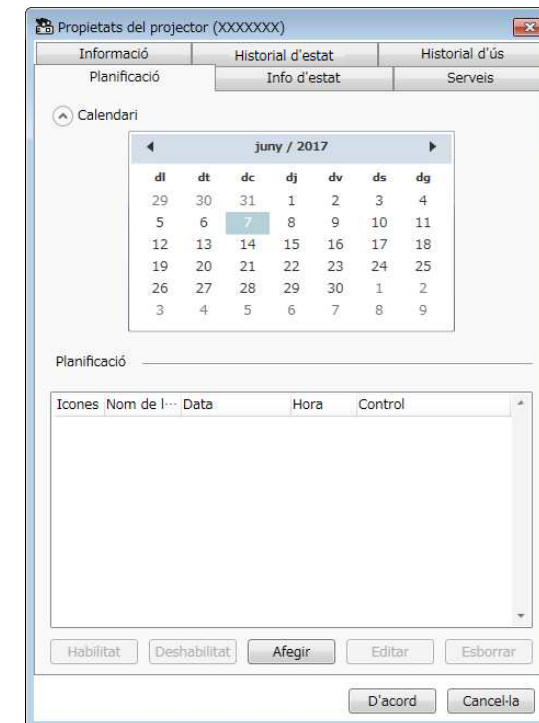 Propietats del projector (XXXXXXX)
Informació Historial d'estat Historial d'ús
Planificació Info d'estat Serveis
Calendari
juny / 2017
dl dt dc dj dv ds dg
29 30 31 1 2 3 4
5 6 7 8 9 10 11
12 13 14 15 16 17 18
19 20 21 22 23 24 25
26 27 28 29 30 1 2
3 4 5 6 7 8 9
Planificació
Icones Nom de l··· Data Hora Control
Habilitat Deshabilitat Afegir Editar Esborrar
D'acord Cancel·la